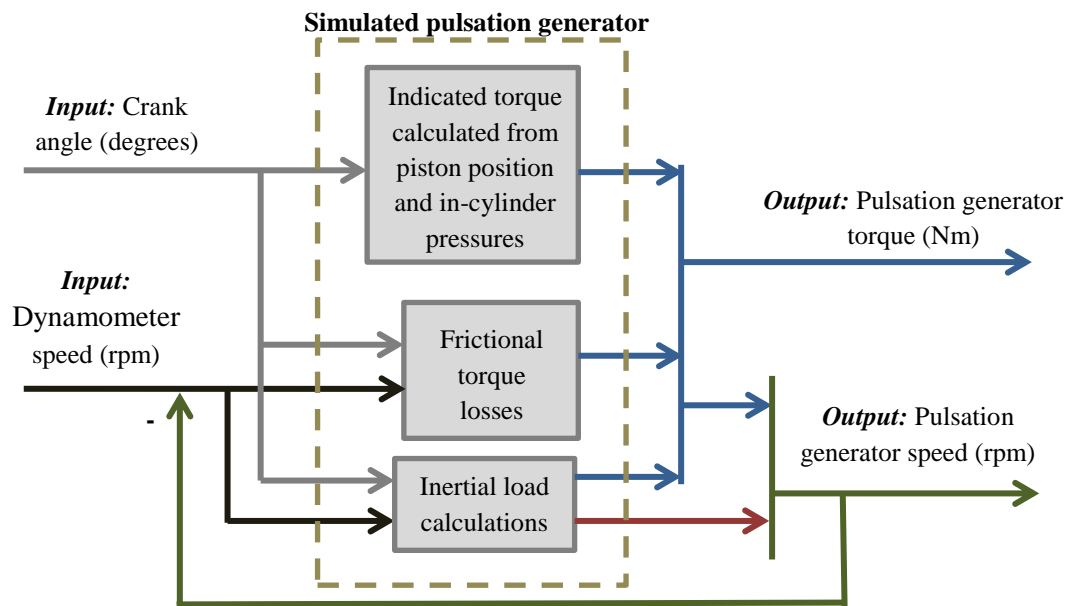 Simulated pulsation generator
Input: Crank
angle (degrees)
Indicated torque
calculated from
piston position
and in-cylinder
pressures
Output: Pulsation generator
torque (Nm)
Input:
Dynamometer
speed (rpm)
Frictional
torque
losses
-
Output: Pulsation
generator speed (rpm)
Inertial load
calculations